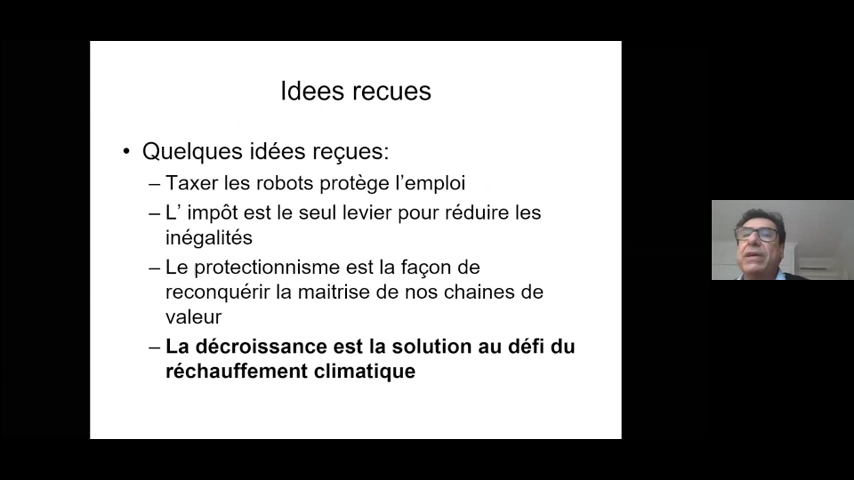 Idees recues
• Quelques idées reçues:
– Taxer les robots protège l’emploi
– L’ impôt est le seul levier pour réduire les
inégalités
– Le protectionnisme est la façon de
reconquérir la maitrise de nos chaines de
valeur
– La décroissance est la solution au défi du
réchauffement climatique